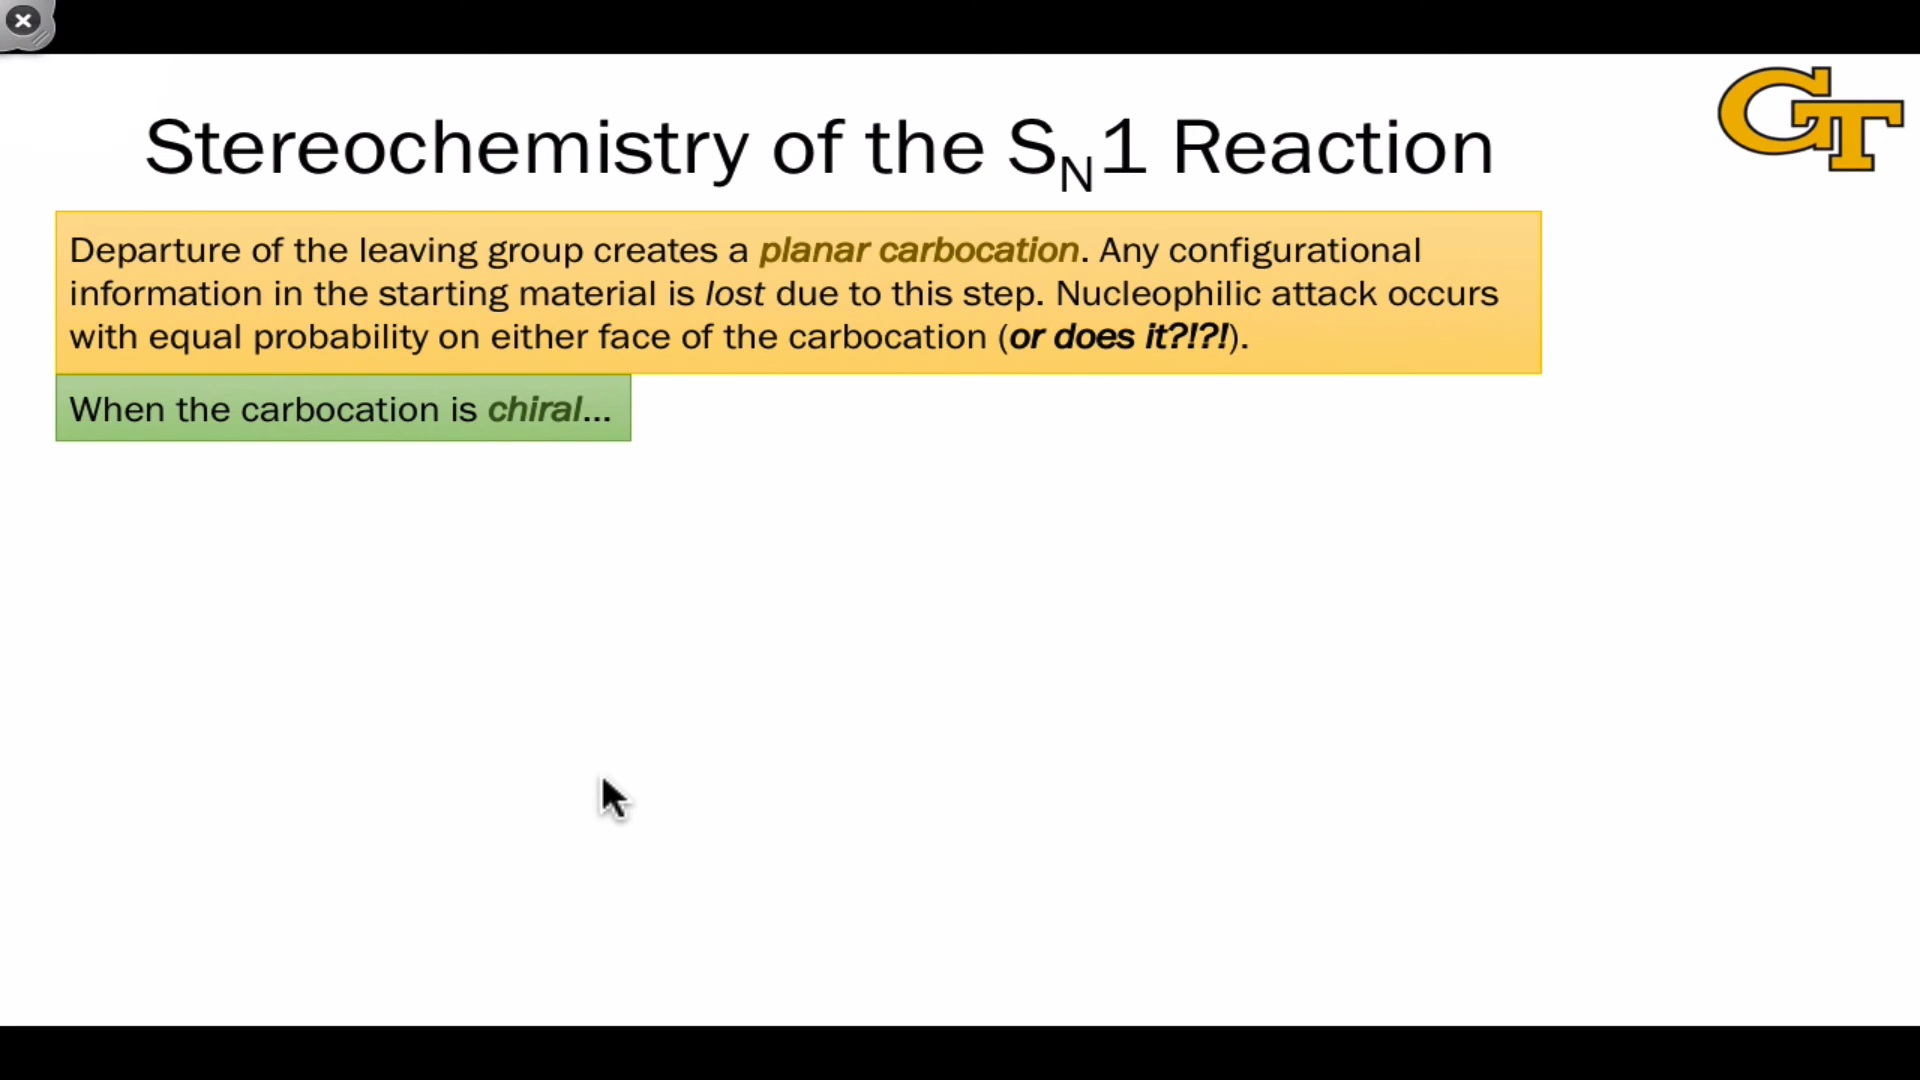 GT
Stereochemistry of the SN1 Reaction
Departure of the leaving group creates a planar carbocation. Any configurational
information in the starting material is lost due to this step. Nucleophilic attack occurs
with equal probability on either face of the carbocation (or does it?!?!).
When the carbocation is chiral...